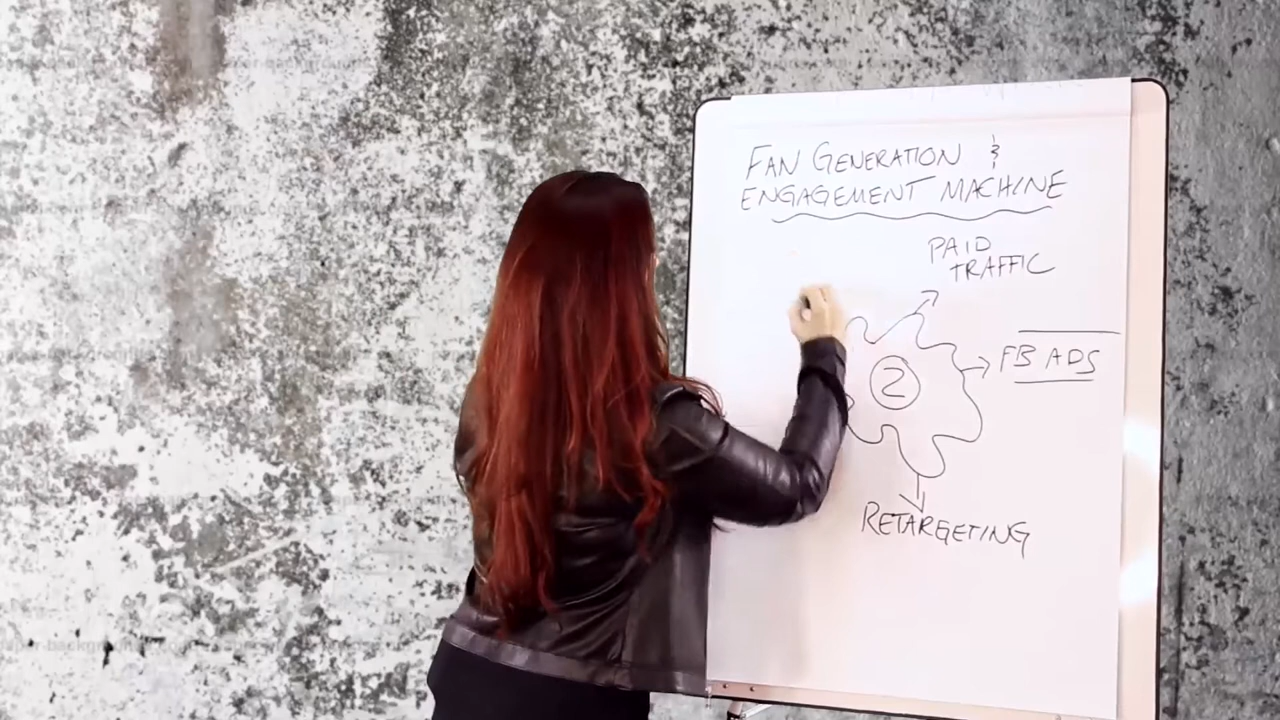 FAN GENERATION &
ENGAGEMENT MACHINE
PAID
TRAFFIC
2
FB ADS
RETARGETING